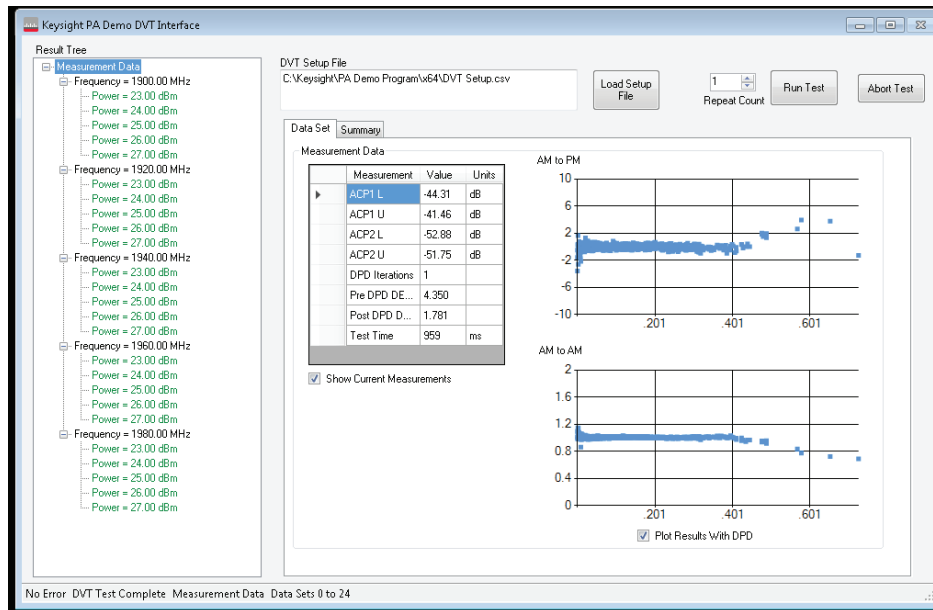 Keysight PA Demo DVT Interface
Result Tree
Measurement Data
Frequency = 1900.00 MHz
Power = 23.00 dBm
Power = 24.00 dBm
Power = 25.00 dBm
Power = 26.00 dBm
Power = 27.00 dBm
Frequency = 1920.00 MHz
Power = 23.00 dBm
Power = 24.00 dBm
Power = 25.00 dBm
Power = 26.00 dBm
Power = 27.00 dBm
Frequency = 1940.00 MHz
Power = 23.00 dBm
Power = 24.00 dBm
Power = 25.00 dBm
Power = 26.00 dBm
Power = 27.00 dBm
Frequency = 1960.00 MHz
Power = 23.00 dBm
Power = 24.00 dBm
Power = 25.00 dBm
Power = 26.00 dBm
Power = 27.00 dBm
Frequency = 1980.00 MHz
Power = 23.00 dBm
Power = 24.00 dBm
Power = 25.00 dBm
Power = 26.00 dBm
Power = 27.00 dBm
DVT Setup File
C:\Keysight\PA Demo Program\x64\DVT Setup.csv
Load Setup
File
1
Repeat Count
Run Test
Abort Test
Data Set Summary
Measurement Data
Measurement Value Units
ACP1 L -44.31 dB
ACP1 U -41.46 dB
ACP2 L -52.88 dB
ACP2 U -51.75 dB
DPD Iterations 1
Pre DPD DE... 4.350
Post DPD D... 1.781
Test Time 959 ms
Show Current Measurements
AM to PM
10
6
2
-2
-6
-10
.201 .401 .601
AM to AM
2
1.6
1.2
0.8
0.4
0
.201 .401 .601
Plot Results With DPD
No Error DVT Test Complete Measurement Data Data Sets 0 to 24